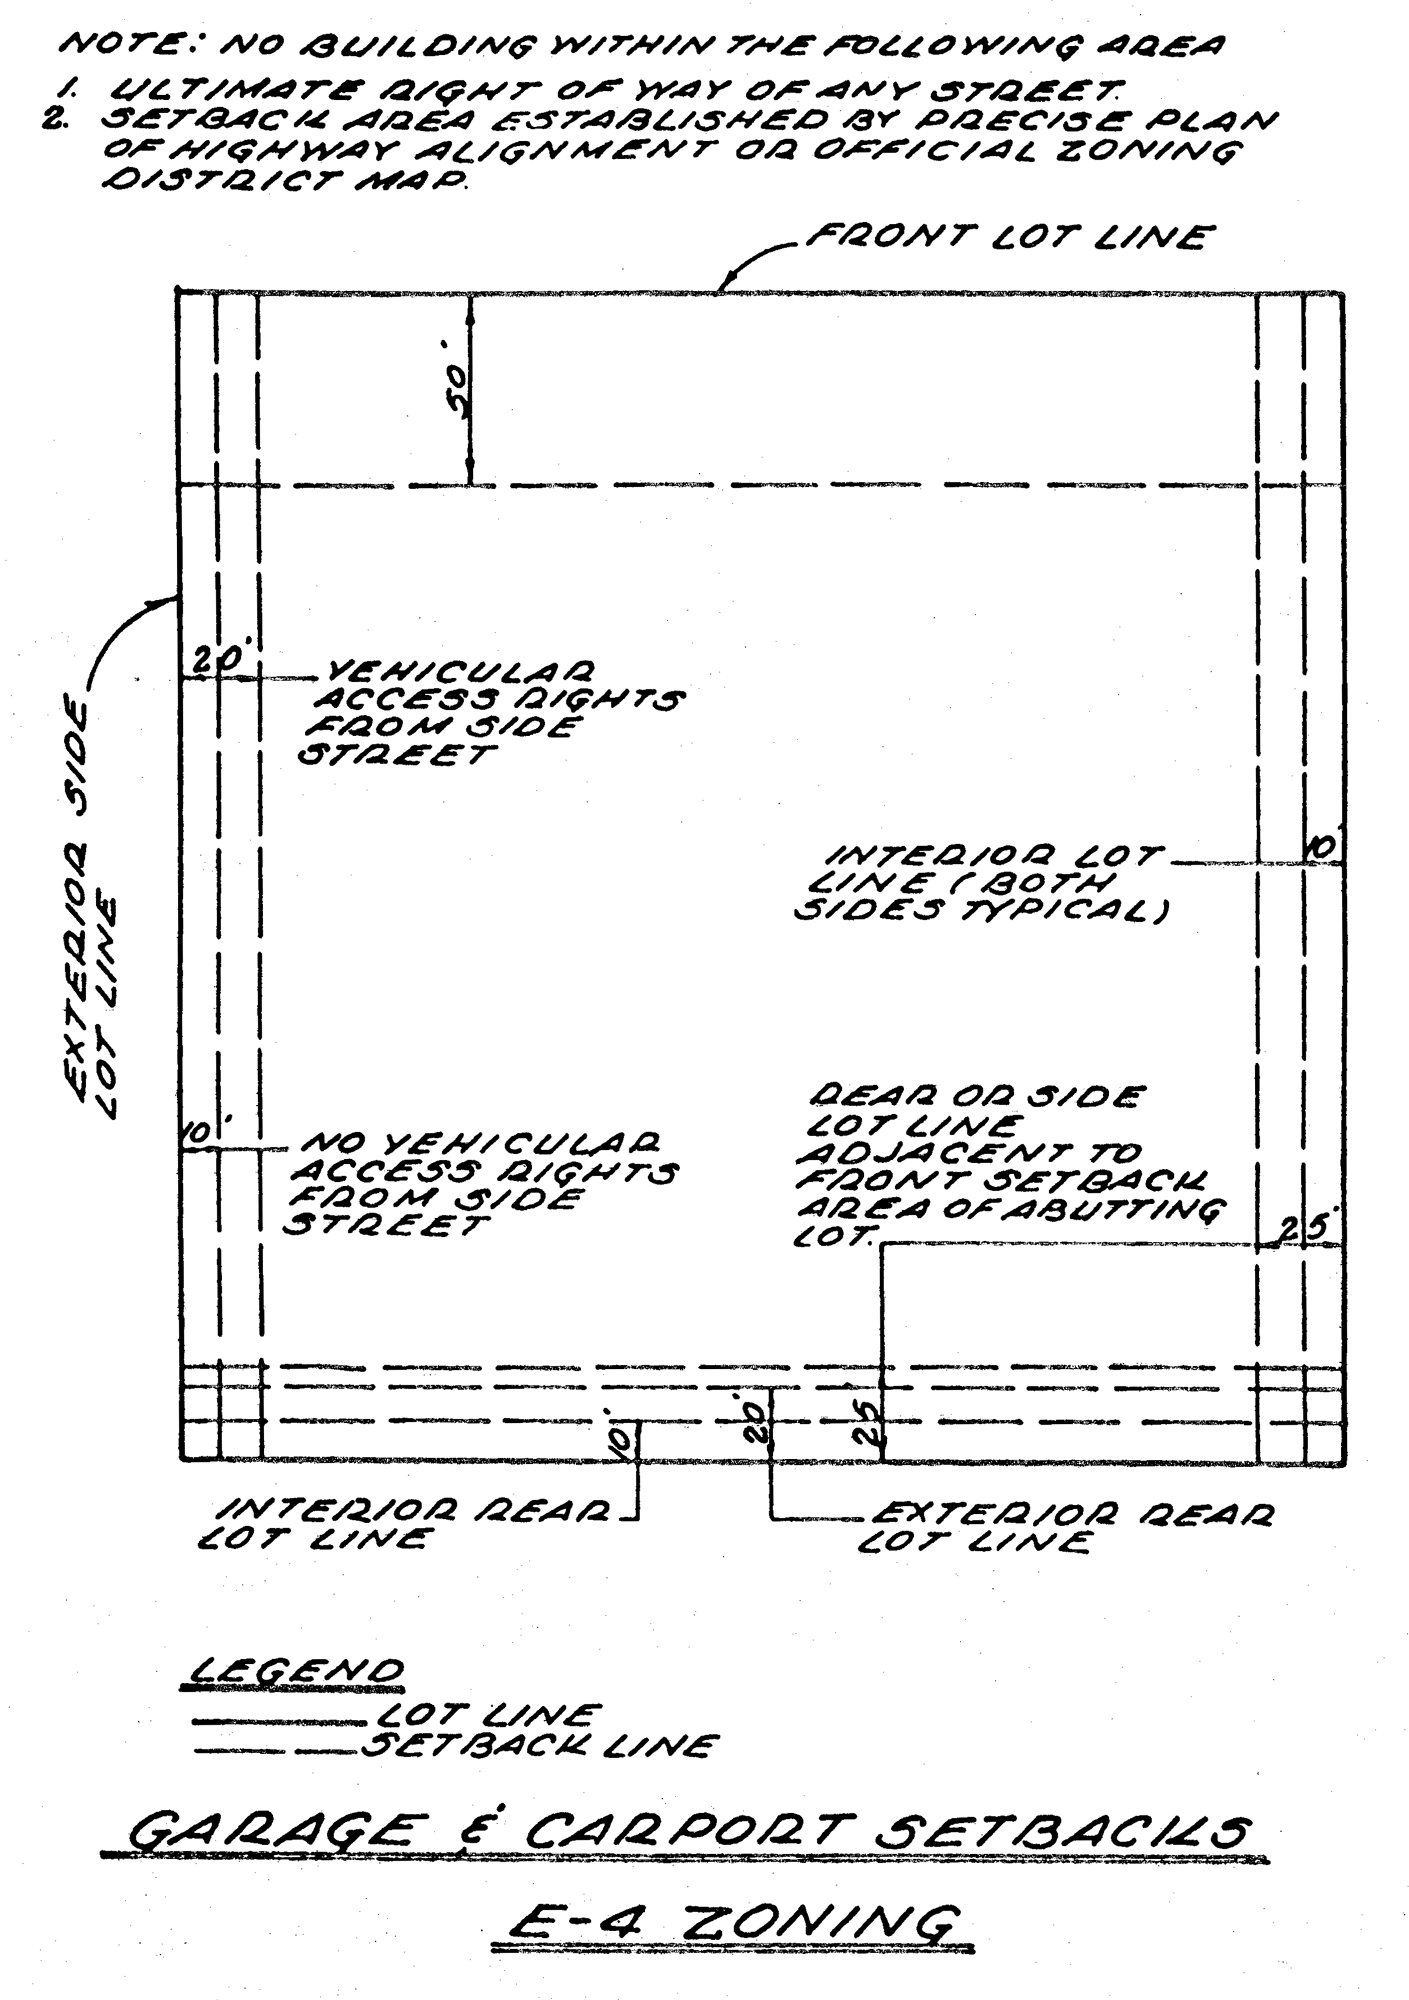 NOTE: NO BUILDING WITHIN THE FOLLOWING AREA
1. ULTIMATE RIGHT OF WAY OF ANY STREET.
2. SETBACK AREA ESTABLISHED BY PRECISE PLAN
OF HIGHWAY ALIGNMENT OR OFFICIAL ZONING
DISTRICT MAP.
FRONT LOT LINE
50'
EXTERIOR SIDE
LOT LINE
20'
VEHICULAR
ACCESS RIGHTS
FROM SIDE
STREET
INTERIOR LOT
LINE (BOTH
SIDES TYPICAL)
10'
10'
NO VEHICULAR
ACCESS RIGHTS
FROM SIDE
STREET
REAR OR SIDE
LOT LINE
ADJACENT TO
FRONT SETBACK
AREA OF ABUTTING
LOT.
25'
10'
20'
25'
INTERIOR REAR
LOT LINE
EXTERIOR REAR
LOT LINE
LEGEND
LOT LINE
SETBACK LINE
GARAGE & CARPORT SETBACKS
E-4 ZONING